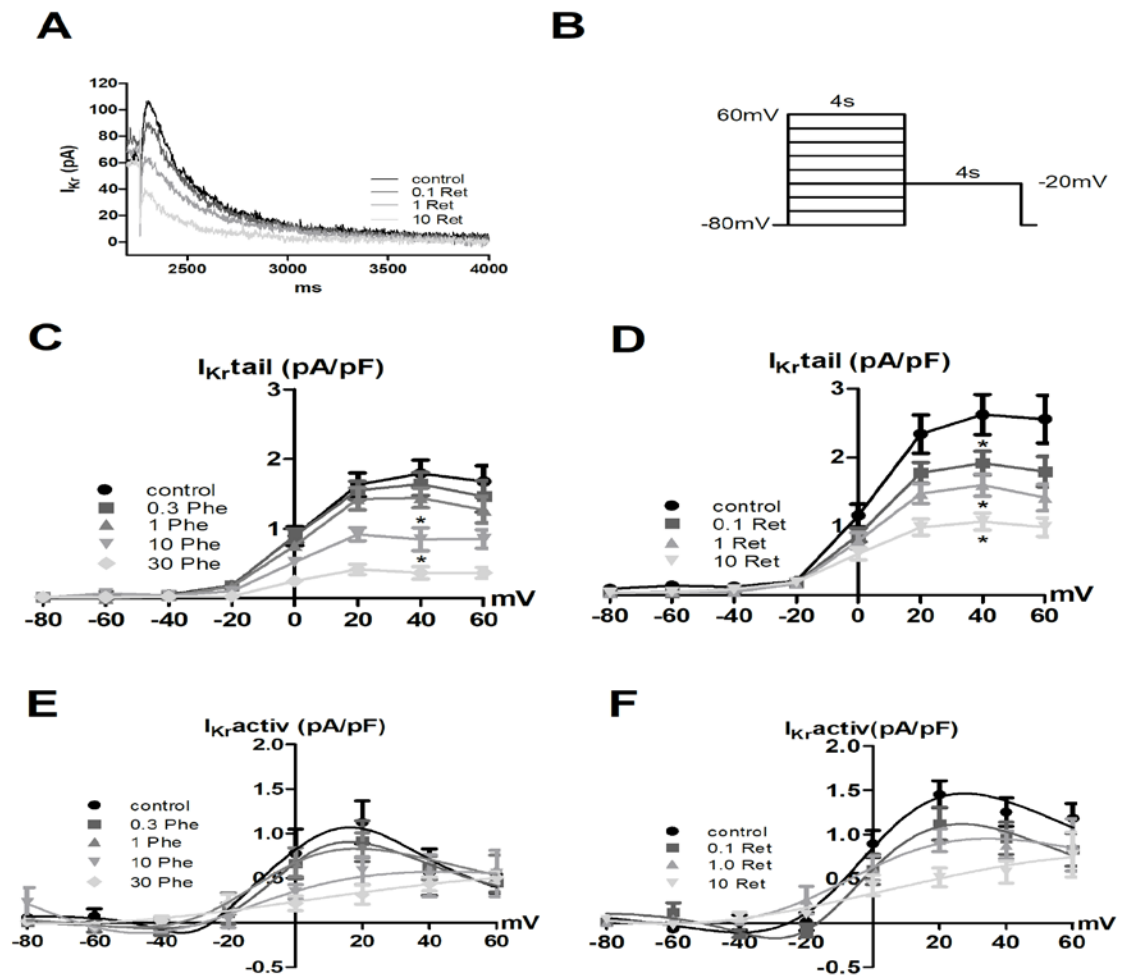 A
120
100
80
60
40
20
0
I_Kr (pA)
2500 3000 3500 4000
ms
control
0.1 Ret
1 Ret
10 Ret
B
4s
60mV
4s
-20mV
-80mV
C
I_Kr tail (pA/pF)
3
2
1
control
0.3 Phe
1 Phe
10 Phe
30 Phe
*
*
mV
-80 -60 -40 -20 0 20 40 60
D
I_Kr tail (pA/pF)
3
2
1
control
0.1 Ret
1 Ret
10 Ret
*
*
*
mV
-80 -60 -40 -20 0 20 40 60
E
I_Kr activ (pA/pF)
2.0
1.5
1.0
0.5
-0.5
control
0.3 Phe
1 Phe
10 Phe
30 Phe
mV
-80 -60 -40 -20 20 40 60
F
I_Kr activ(pA/pF)
2.0
1.5
1.0
0.5
-0.5
control
0.1 Ret
1.0 Ret
10 Ret
mV
-80 -60 -40 -20 20 40 60